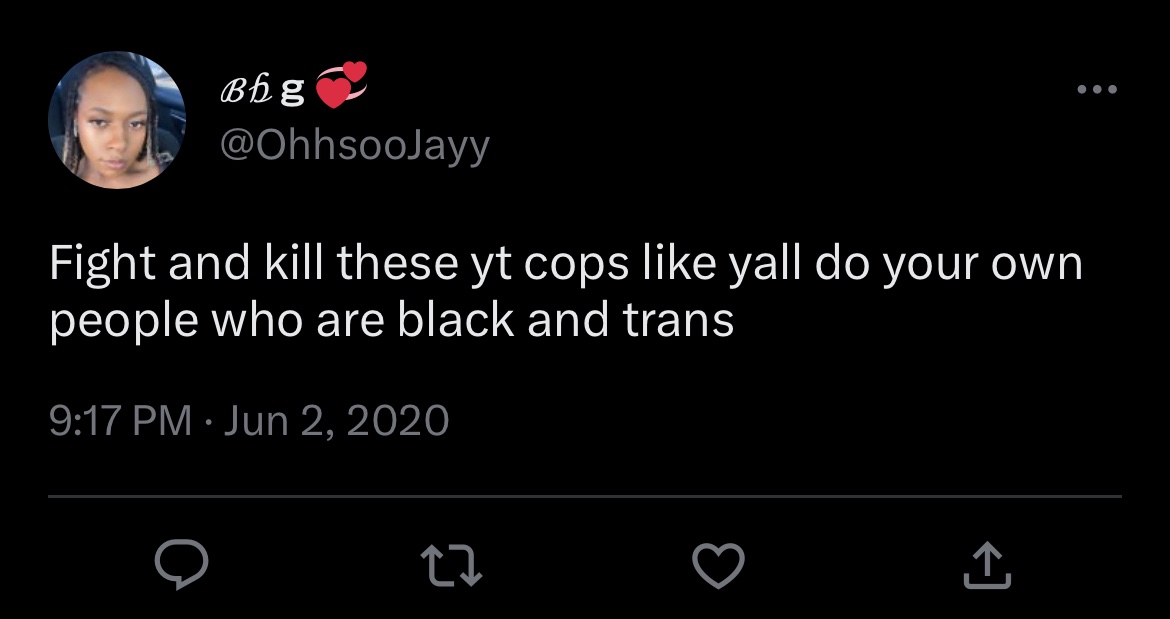 ℬ𝒽 g 💞
@OhhsooJayy
Fight and kill these yt cops like yall do your own
people who are black and trans
9:17 PM · Jun 2, 2020